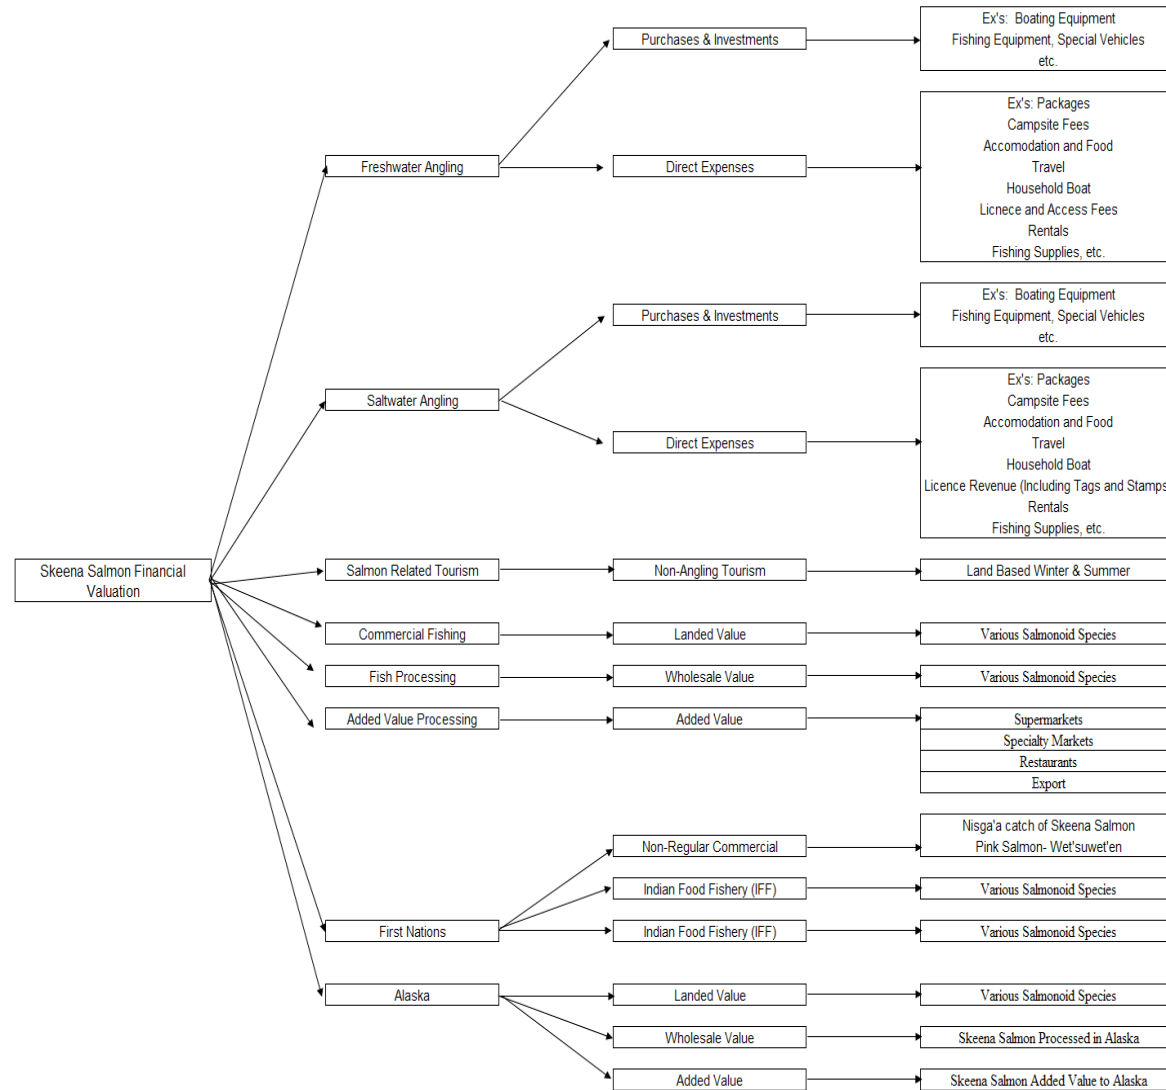 Skeena Salmon Financial
Valuation
Freshwater Angling
Purchases & Investments
Ex's: Boating Equipment
Fishing Equipment, Special Vehicles
etc.
Direct Expenses
Ex's: Packages
Campsite Fees
Accomodation and Food
Travel
Household Boat
Licnece and Access Fees
Rentals
Fishing Supplies, etc.
Saltwater Angling
Purchases & Investments
Ex's: Boating Equipment
Fishing Equipment, Special Vehicles
etc.
Direct Expenses
Ex's: Packages
Campsite Fees
Accomodation and Food
Travel
Household Boat
Licence Revenue (Including Tags and Stamps
Rentals
Fishing Supplies, etc.
Salmon Related Tourism
Non-Angling Tourism
Land Based Winter & Summer
Commercial Fishing
Landed Value
Various Salmonoid Species
Fish Processing
Wholesale Value
Various Salmonoid Species
Added Value Processing
Added Value
Supermarkets
Specialty Markets
Restaurants
Export
First Nations
Non-Regular Commercial
Nisga'a catch of Skeena Salmon
Pink Salmon- Wet'suwet'en
Indian Food Fishery (IFF)
Various Salmonoid Species
Indian Food Fishery (IFF)
Various Salmonoid Species
Alaska
Landed Value
Various Salmonoid Species
Wholesale Value
Skeena Salmon Processed in Alaska
Added Value
Skeena Salmon Added Value to Alaska